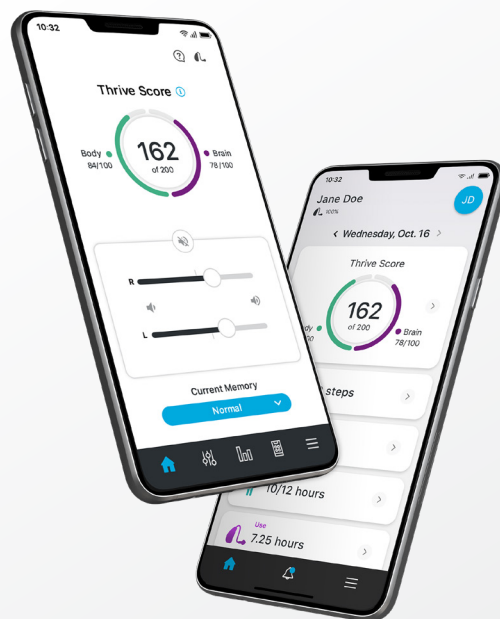 10:32
Thrive Score
Body
84/100
162
of 200
Brain
78/100
R
L
Current Memory
Normal
10:32
Jane Doe
100%
JD
Wednesday, Oct. 16
Thrive Score
162
of 200
Brain
78/100
steps
10/12 hours
Use
7.25 hours